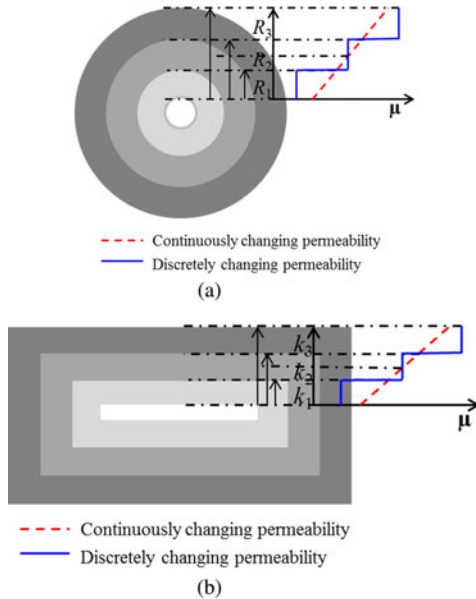 R3
R2
R1
μ
Continuously changing permeability
Discretely changing permeability
(a)
k3
k2
k1
μ
Continuously changing permeability
Discretely changing permeability
(b)